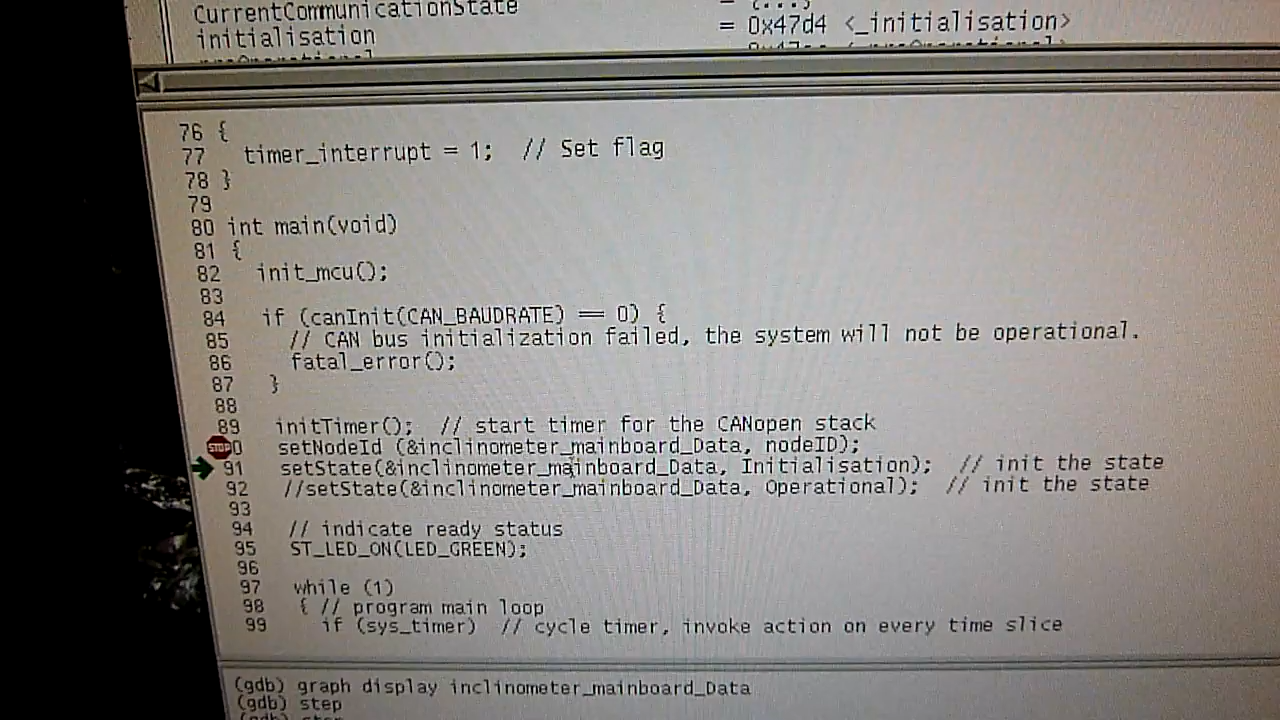 CurrentCommunicationState = (...)
initialisation = 0x47d4 <_initialisation>
76 {
77 timer_interrupt = 1; // Set flag
78 }
79
80 int main(void)
81 {
82 init_mcu();
83
84 if (canInit(CAN_BAUDRATE) == 0) {
85 // CAN bus initialization failed, the system will not be operational.
86 fatal_error();
87 }
88
89 initTimer(); // start timer for the CANopen stack
STOP 0 setNodeId (&inclinometer_mainboard_Data, nodeID);
91 setState(&inclinometer_mainboard_Data, Initialisation); // init the state
92 //setState(&inclinometer_mainboard_Data, Operational); // init the state
93
94 // indicate ready status
95 ST_LED_ON(LED_GREEN);
96
97 while (1)
98 { // program main loop
99 if (sys_timer) // cycle timer, invoke action on every time slice
(gdb) graph display inclinometer_mainboard_Data
(gdb) step
(gdb) step